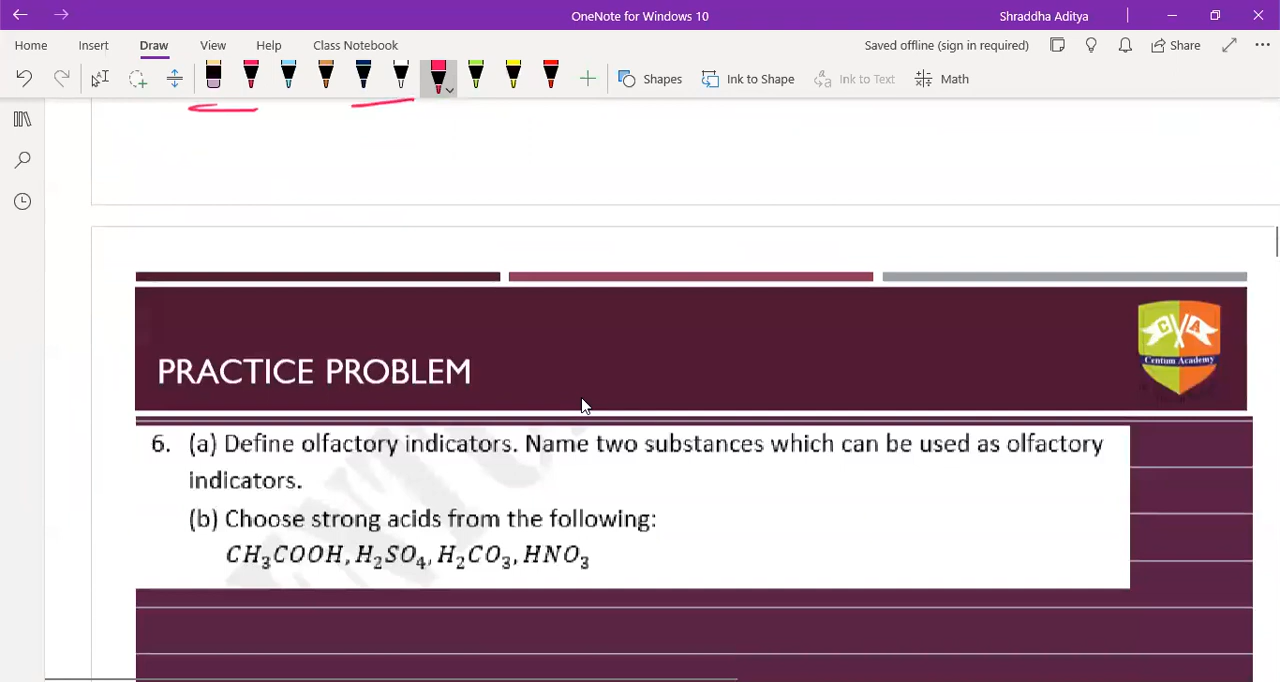 OneNote for Windows 10
Shraddha Aditya
Home Insert Draw View Help Class Notebook
Saved offline (sign in required)
Share
Shapes
Ink to Shape
Ink to Text
Math
PRACTICE PROBLEM
Centum Academy
6. (a) Define olfactory indicators. Name two substances which can be used as olfactory
indicators.
(b) Choose strong acids from the following:
CH₃COOH, H₂SO₄, H₂CO₃, HNO₃